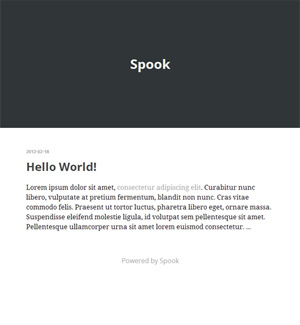 Spook
2012-02-16
Hello World!
Lorem ipsum dolor sit amet, consectetur adipiscing elit. Curabitur nunc
libero, vulputate at pretium fermentum, blandit non nunc. Cras vitae
commodo felis. Praesent ut tortor luctus, pharetra libero eget, ornare massa.
Suspendisse eleifend molestie ligula, id volutpat sem pellentesque sit amet.
Pellentesque ullamcorper urna sit amet lorem euismod consectetur. ...
Powered by Spook